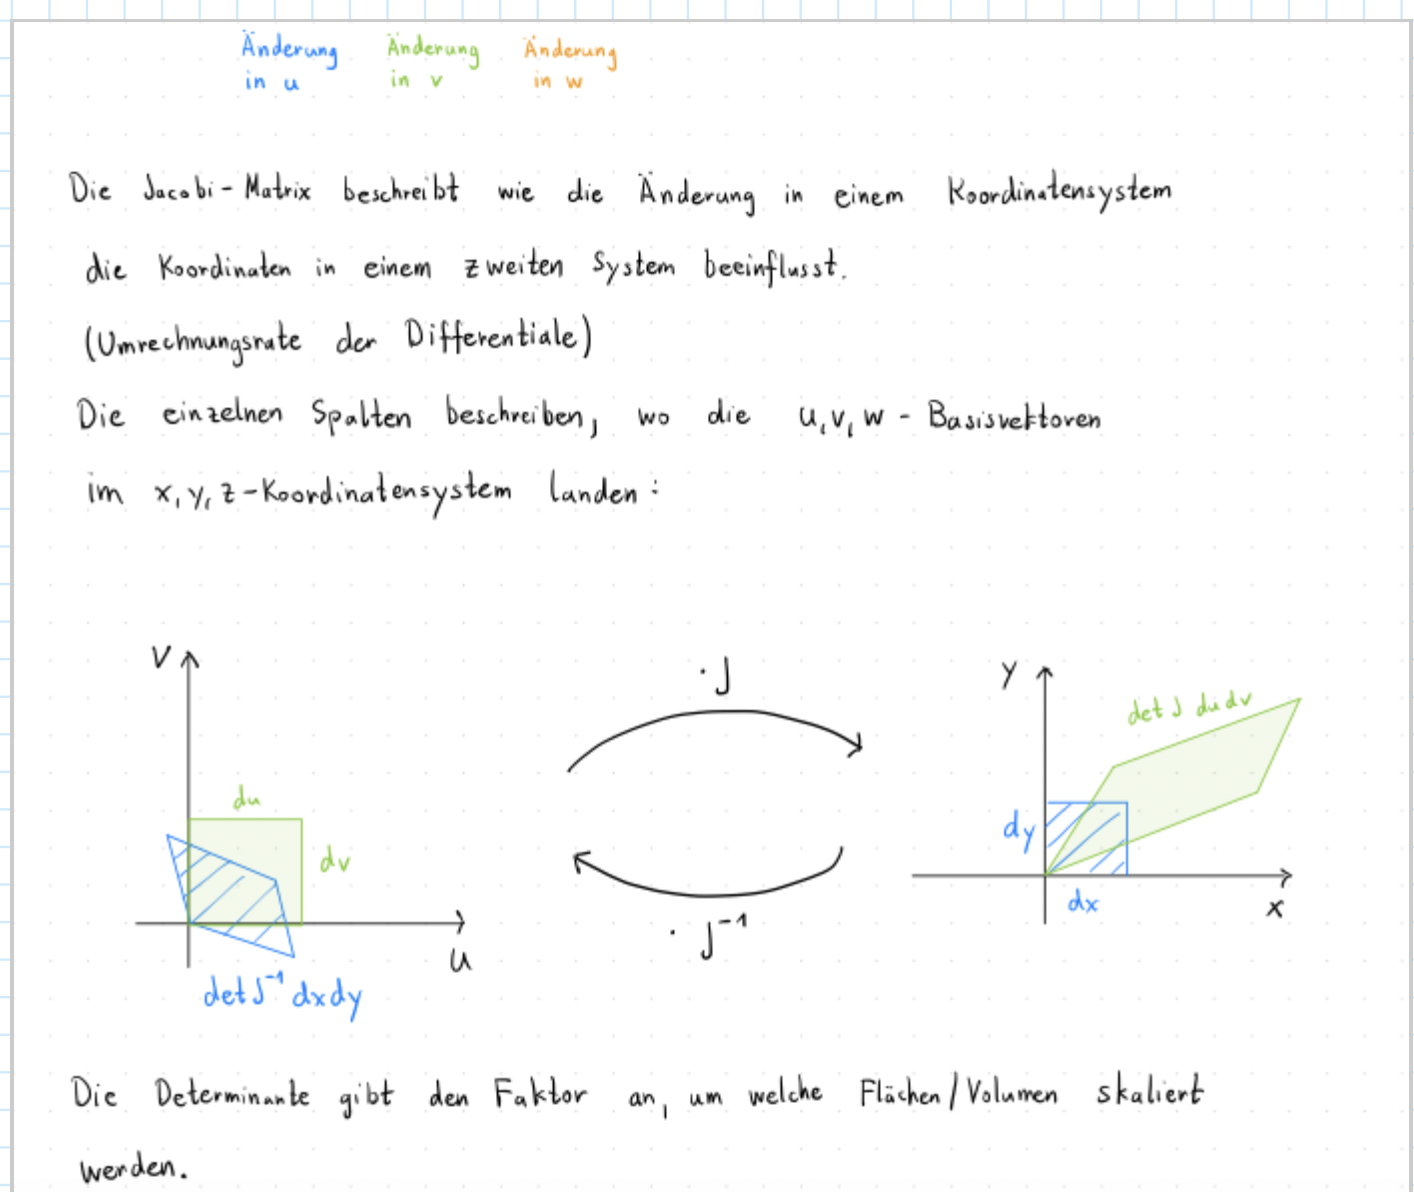 Änderung Änderung Änderung
in u in v in w
Die Jacobi-Matrix beschreibt wie die Änderung in einem Koordinatensystem
die Koordinaten in einem zweiten System beeinflusst.
(Umrechnungsrate der Differentiale)
Die einzelnen Spalten beschreiben, wo die u,v,w - Basisvektoren
im x,y,z-Koordinatensystem landen:
v
· J
y
det J du dv
du
dv
dy
dx
x
u
· J⁻¹
det J⁻¹ dx dy
Die Determinante gibt den Faktor an, um welche Flächen/Volumen skaliert
werden.